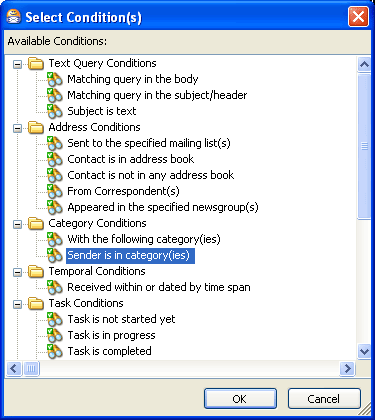 Select Condition(s)
Available Conditions:
Text Query Conditions
Matching query in the body
Matching query in the subject/header
Subject is text
Address Conditions
Sent to the specified mailing list(s)
Contact is in address book
Contact is not in any address book
From Correspondent(s)
Appeared in the specified newsgroup(s)
Category Conditions
With the following category(ies)
Sender is in category(ies)
Temporal Conditions
Received within or dated by time span
Task Conditions
Task is not started yet
Task is in progress
Task is completed
OK
Cancel